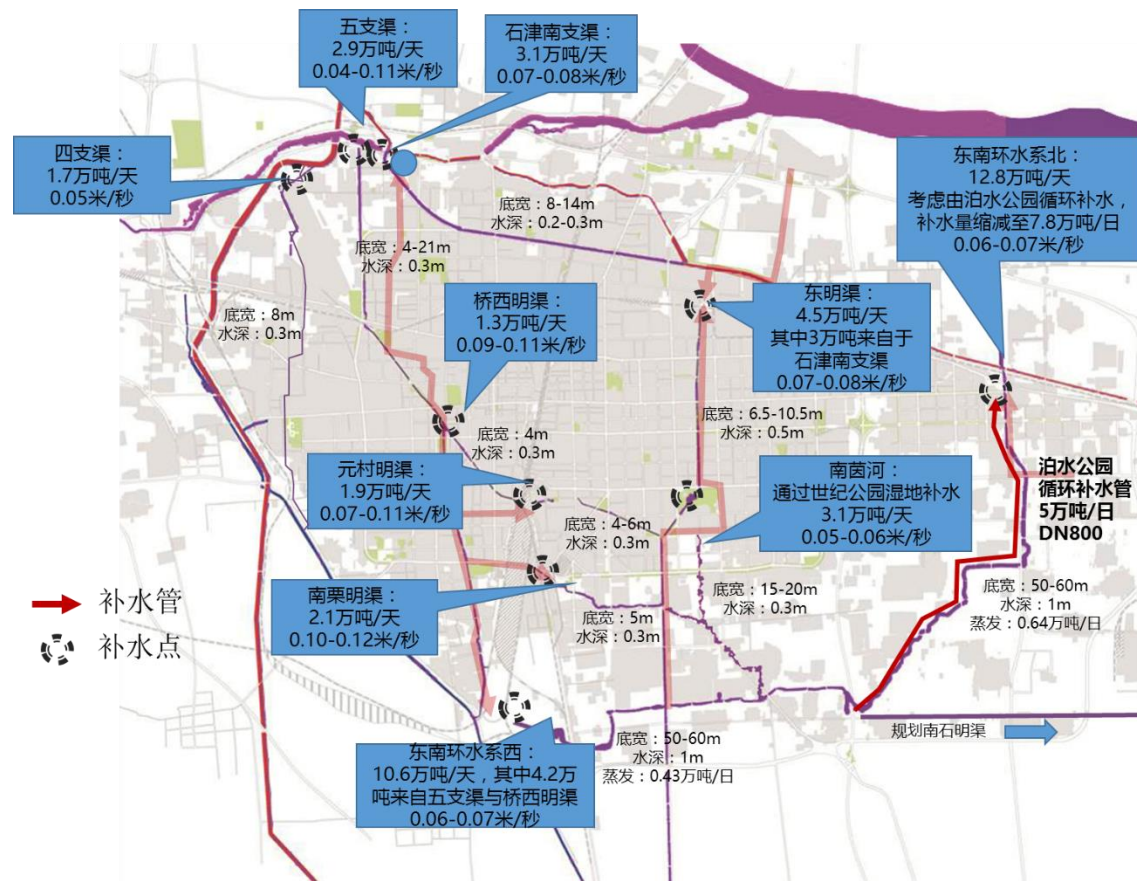 五支渠：
2.9万吨/天
0.04-0.11米/秒
石津南支渠：
3.1万吨/天
0.07-0.08米/秒
四支渠：
1.7万吨/天
0.05米/秒
东南环水系北：
12.8万吨/天
考虑由泊水公园循环补水，
补水量缩减至7.8万吨/日
0.06-0.07米/秒
底宽：8-14m
水深：0.2-0.3m
底宽：4-21m
水深：0.3m
桥西明渠：
1.3万吨/天
0.09-0.11米/秒
东明渠：
4.5万吨/天
其中3万吨来自于
石津南支渠
0.07-0.08米/秒
底宽：8m
水深：0.3m
底宽：6.5-10.5m
水深：0.5m
底宽：4m
水深：0.3m
元村明渠：
1.9万吨/天
0.07-0.11米/秒
南茵河：
通过世纪公园湿地补水
3.1万吨/天
0.05-0.06米/秒
泊水公园
循环补水管
5万吨/日
DN800
底宽：4-6m
水深：0.3m
南栗明渠：
2.1万吨/天
0.10-0.12米/秒
底宽：5m
水深：0.3m
底宽：15-20m
水深：0.3m
底宽：50-60m
水深：1m
蒸发：0.64万吨/日
补水管
补水点
东南环水系西：
10.6万吨/天，其中4.2万
吨来自五支渠与桥西明渠
0.06-0.07米/秒
底宽：50-60m
水深：1m
蒸发：0.43万吨/日
规划南石明渠